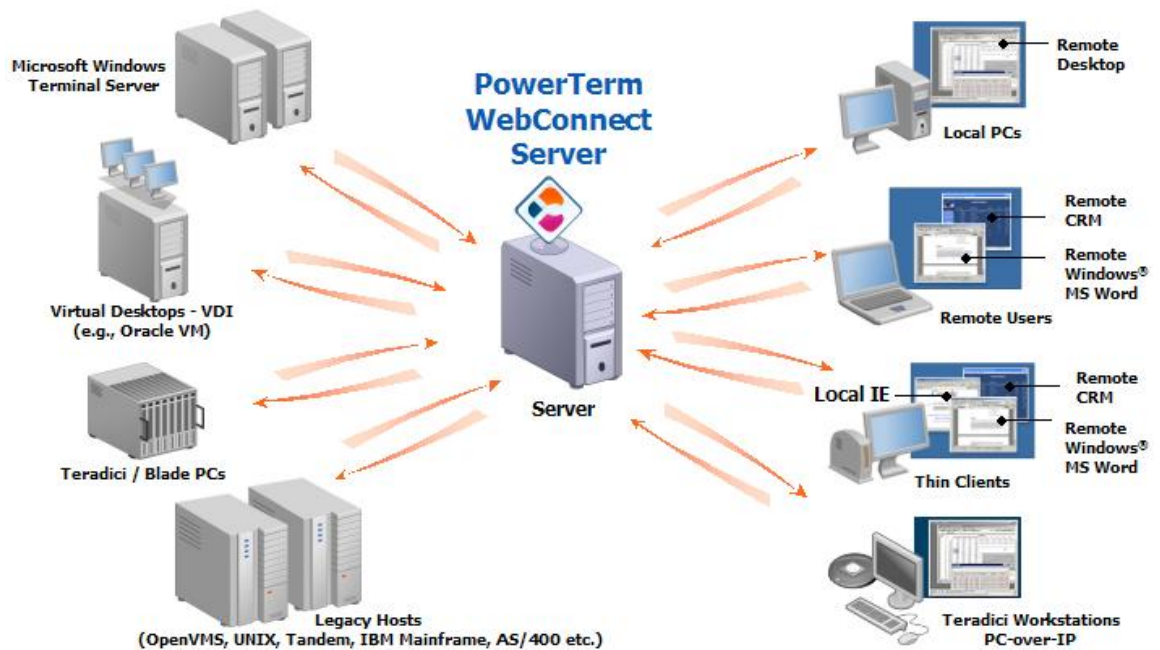 Microsoft Windows
Terminal Server
PowerTerm
WebConnect
Server
Remote
Desktop
Local PCs
Virtual Desktops - VDI
(e.g., Oracle VM)
Remote
CRM
Remote
Windows®
MS Word
Remote Users
Server
Teradici / Blade PCs
Local IE
Remote
CRM
Remote
Windows®
MS Word
Thin Clients
Legacy Hosts
(OpenVMS, UNIX, Tandem, IBM Mainframe, AS/400 etc.)
Teradici Workstations
PC-over-IP